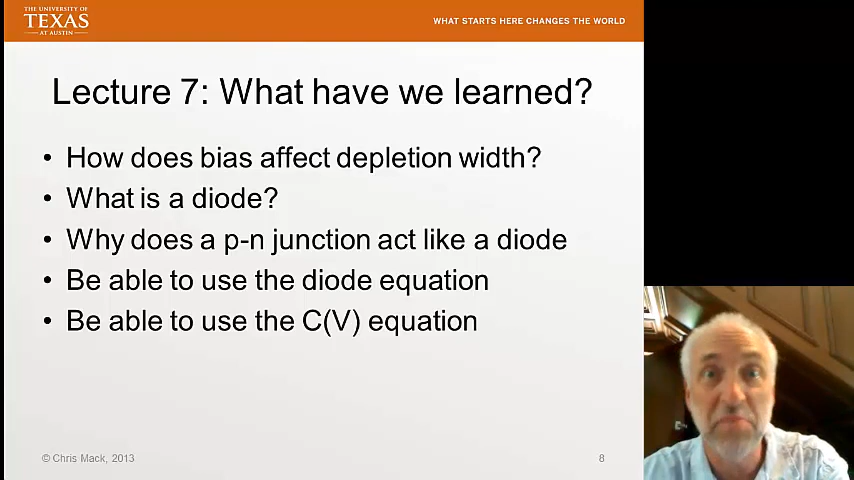 THE UNIVERSITY OF
TEXAS
AT AUSTIN
WHAT STARTS HERE CHANGES THE WORLD
Lecture 7: What have we learned?
• How does bias affect depletion width?
• What is a diode?
• Why does a p-n junction act like a diode
• Be able to use the diode equation
• Be able to use the C(V) equation
© Chris Mack, 2013
8